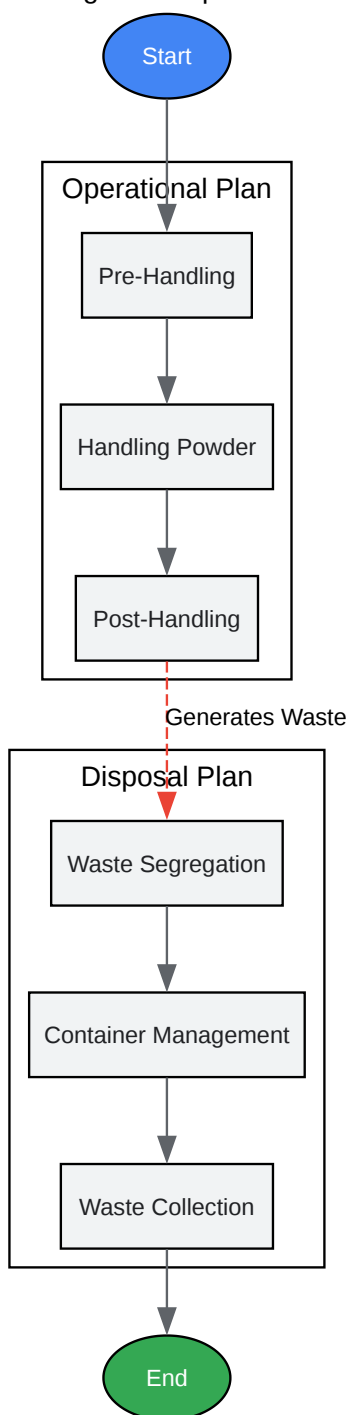 Start
Operational Plan
Pre-Handling
Handling Powder
Post-Handling
Generates Waste
Disposal Plan
Waste Segregation
Container Management
Waste Collection
End